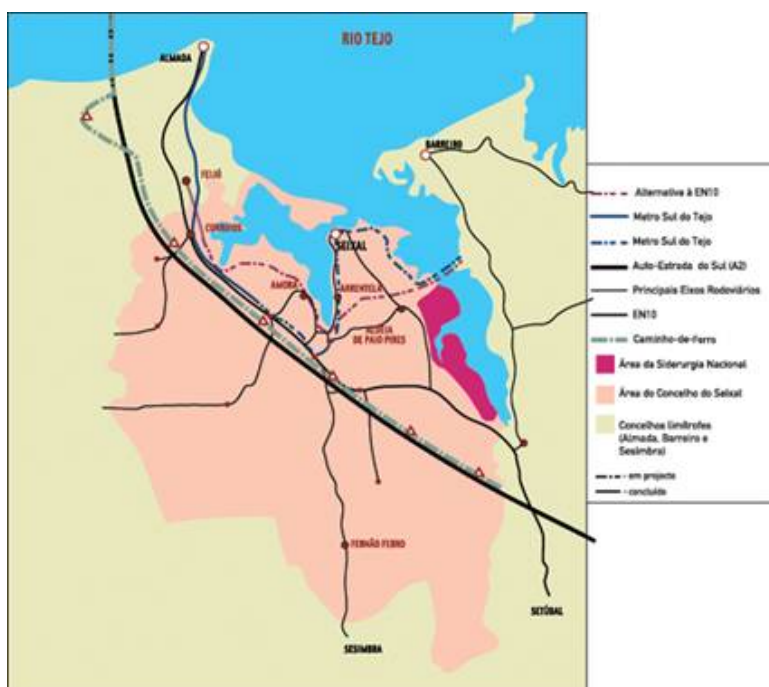 RIO TEJO
ALMADA
BARREIRO
FEIJÓ
CORROIOS
SEIXAL
AMORA
ARRENTELA
ALDEIA
DE PAIO PIRES
FERNÃO FERRO
SETÚBAL
SESIMBRA
Alternativa à EN10
Metro Sul do Tejo
Metro Sul do Tejo
Auto-Estrada do Sul (A2)
Principais Eixos Rodoviários
EN10
Caminho-de-Ferro
Área da Siderurgia Nacional
Área do Concelho do Seixal
Concelhos limítrofes
(Almada, Barreiro e
Sesimbra)
- em projecto
- concluído